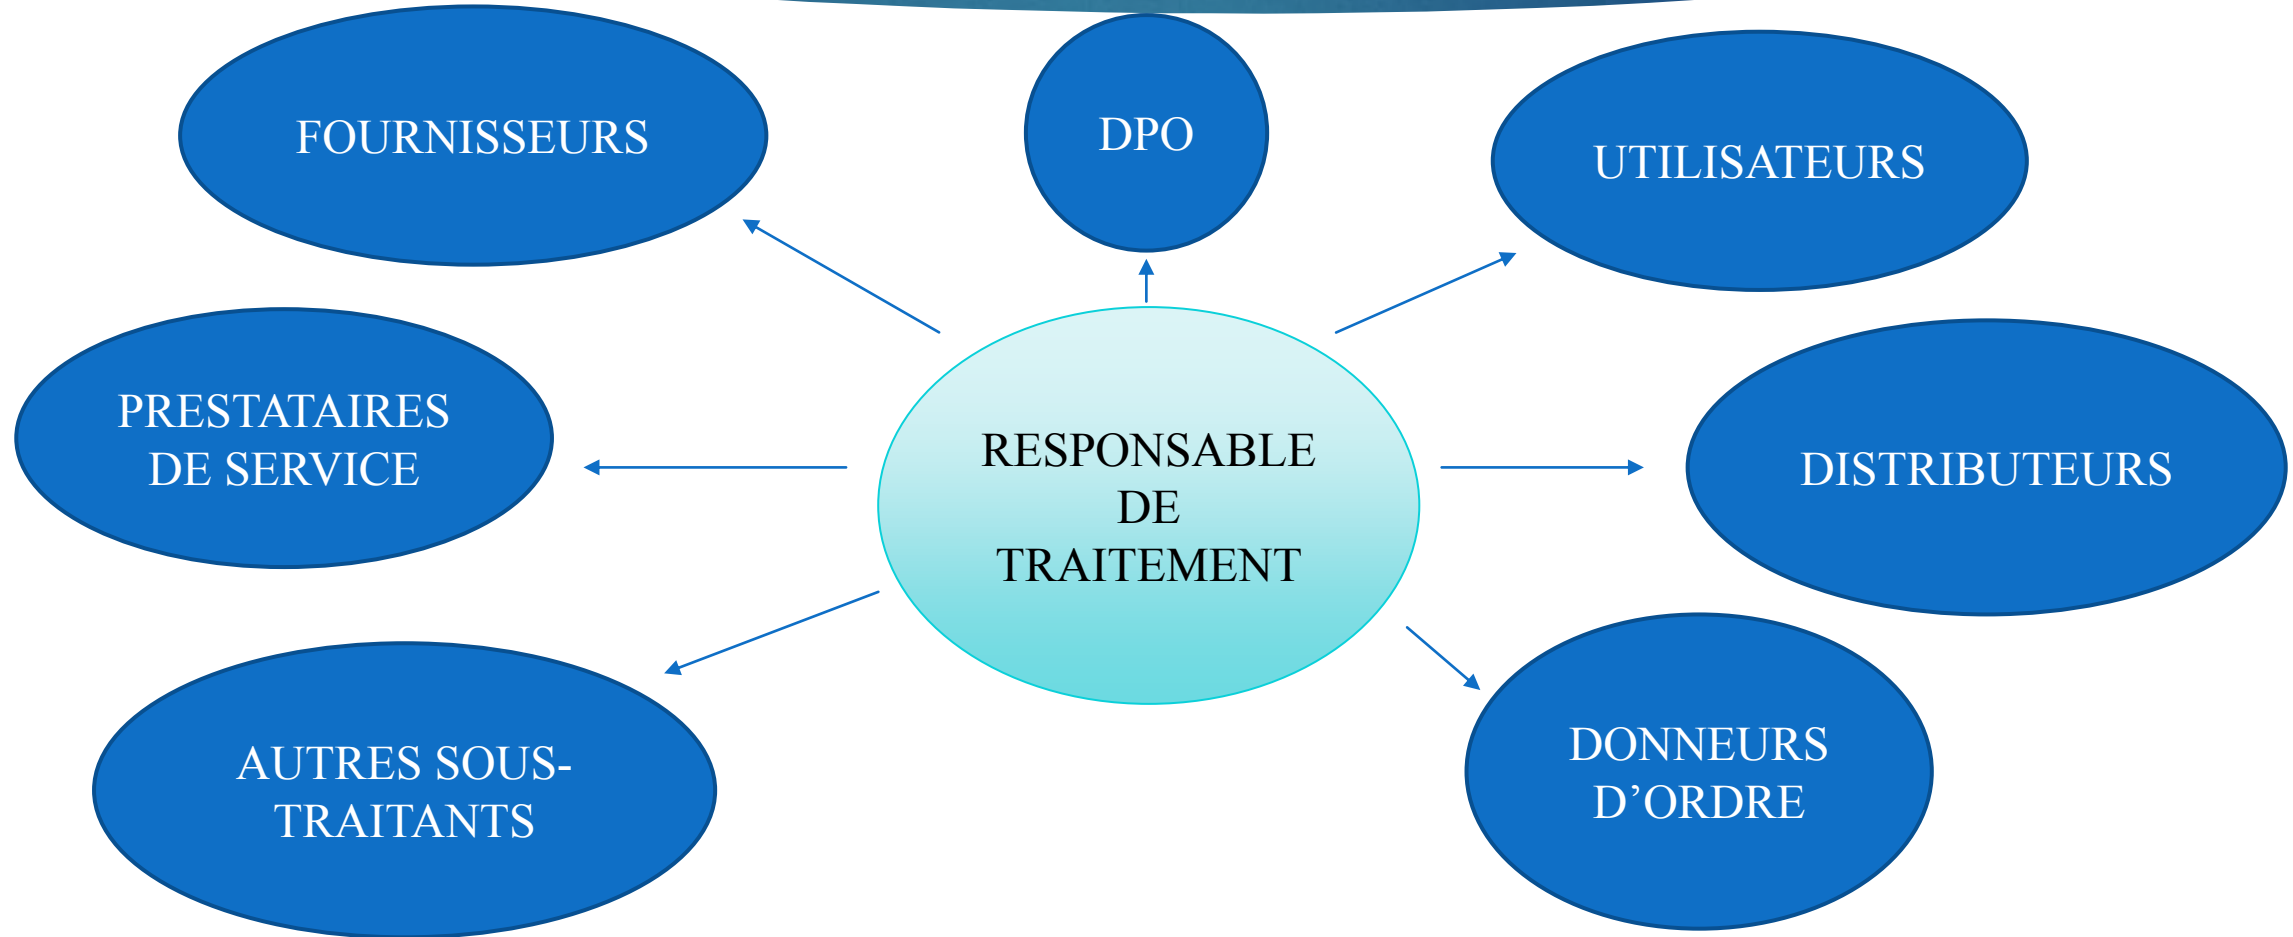 FOURNISSEURS
DPO
UTILISATEURS
PRESTATAIRES
DE SERVICE
RESPONSABLE
DE
TRAITEMENT
DISTRIBUTEURS
AUTRES SOUS-
TRAITANTS
DONNEURS
D’ORDRE